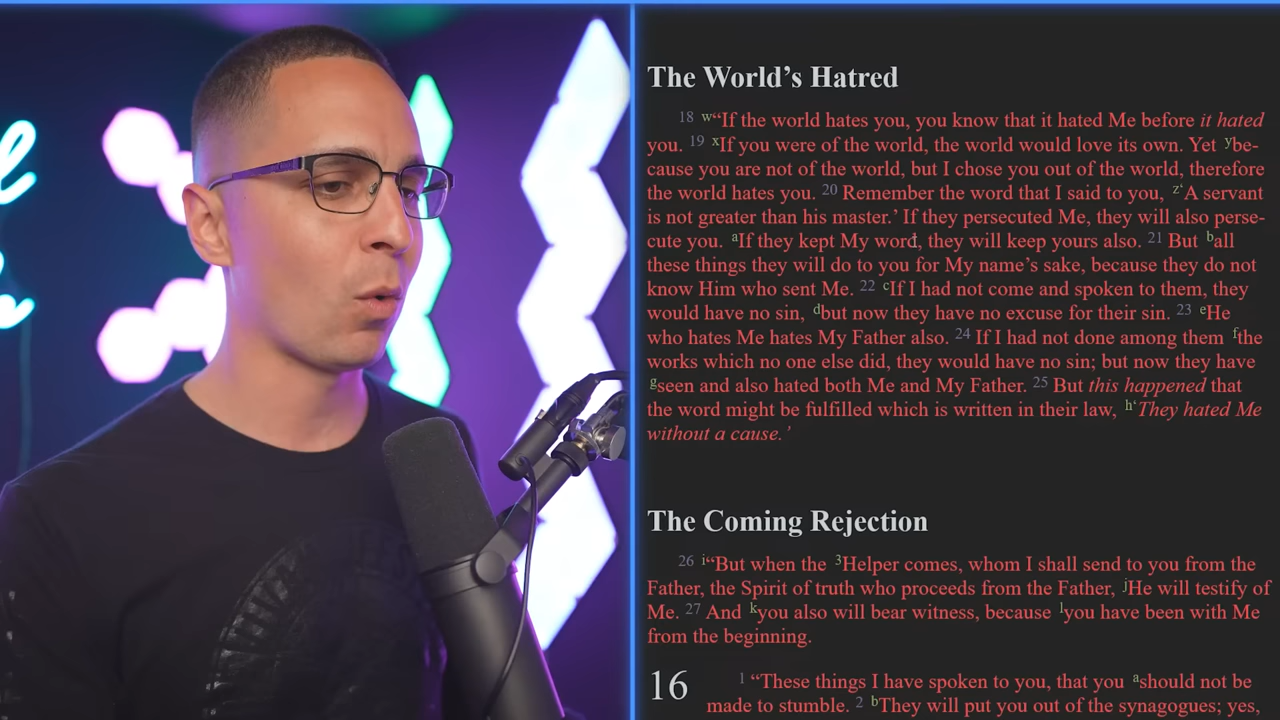 The World’s Hatred
18 w“If the world hates you, you know that it hated Me before it hated
you. 19 xIf you were of the world, the world would love its own. Yet ybe-
cause you are not of the world, but I chose you out of the world, therefore
the world hates you. 20 Remember the word that I said to you, z‘A servant
is not greater than his master.’ If they persecuted Me, they will also perse-
cute you. aIf they kept My word, they will keep yours also. 21 But ball
these things they will do to you for My name’s sake, because they do not
know Him who sent Me. 22 cIf I had not come and spoken to them, they
would have no sin, dbut now they have no excuse for their sin. 23 eHe
who hates Me hates My Father also. 24 If I had not done among them fthe
works which no one else did, they would have no sin; but now they have
gseen and also hated both Me and My Father. 25 But this happened that
the word might be fulfilled which is written in their law, h‘They hated Me
without a cause.’
The Coming Rejection
26 i“But when the 3Helper comes, whom I shall send to you from the
Father, the Spirit of truth who proceeds from the Father, jHe will testify of
Me. 27 And kyou also will bear witness, because lyou have been with Me
from the beginning.
16 1 “These things I have spoken to you, that you ashould not be
made to stumble. 2 bThey will put you out of the synagogues; yes,